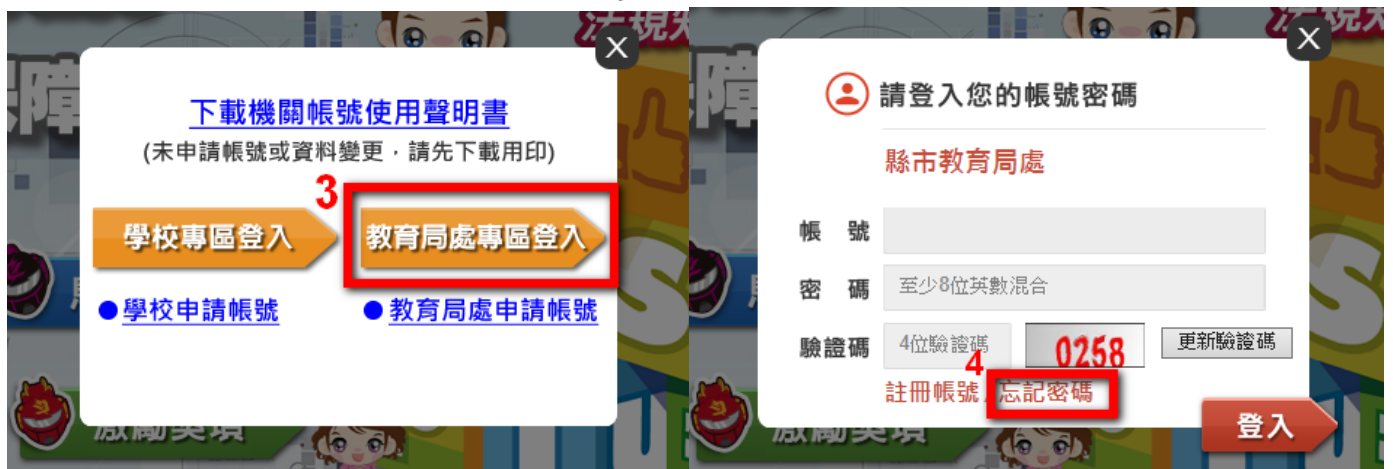 下載機關帳號使用聲明書
(未申請帳號或資料變更，請先下載用印)
3
學校專區登入
教育局處專區登入
●學校申請帳號
●教育局處申請帳號
X
請登入您的帳號密碼
縣市教育局處
帳 號
密 碼
至少8位英數混合
驗證碼
4位驗證碼
0258
更新驗證碼
4
註冊帳號/忘記密碼
登入
X
激勵獎項